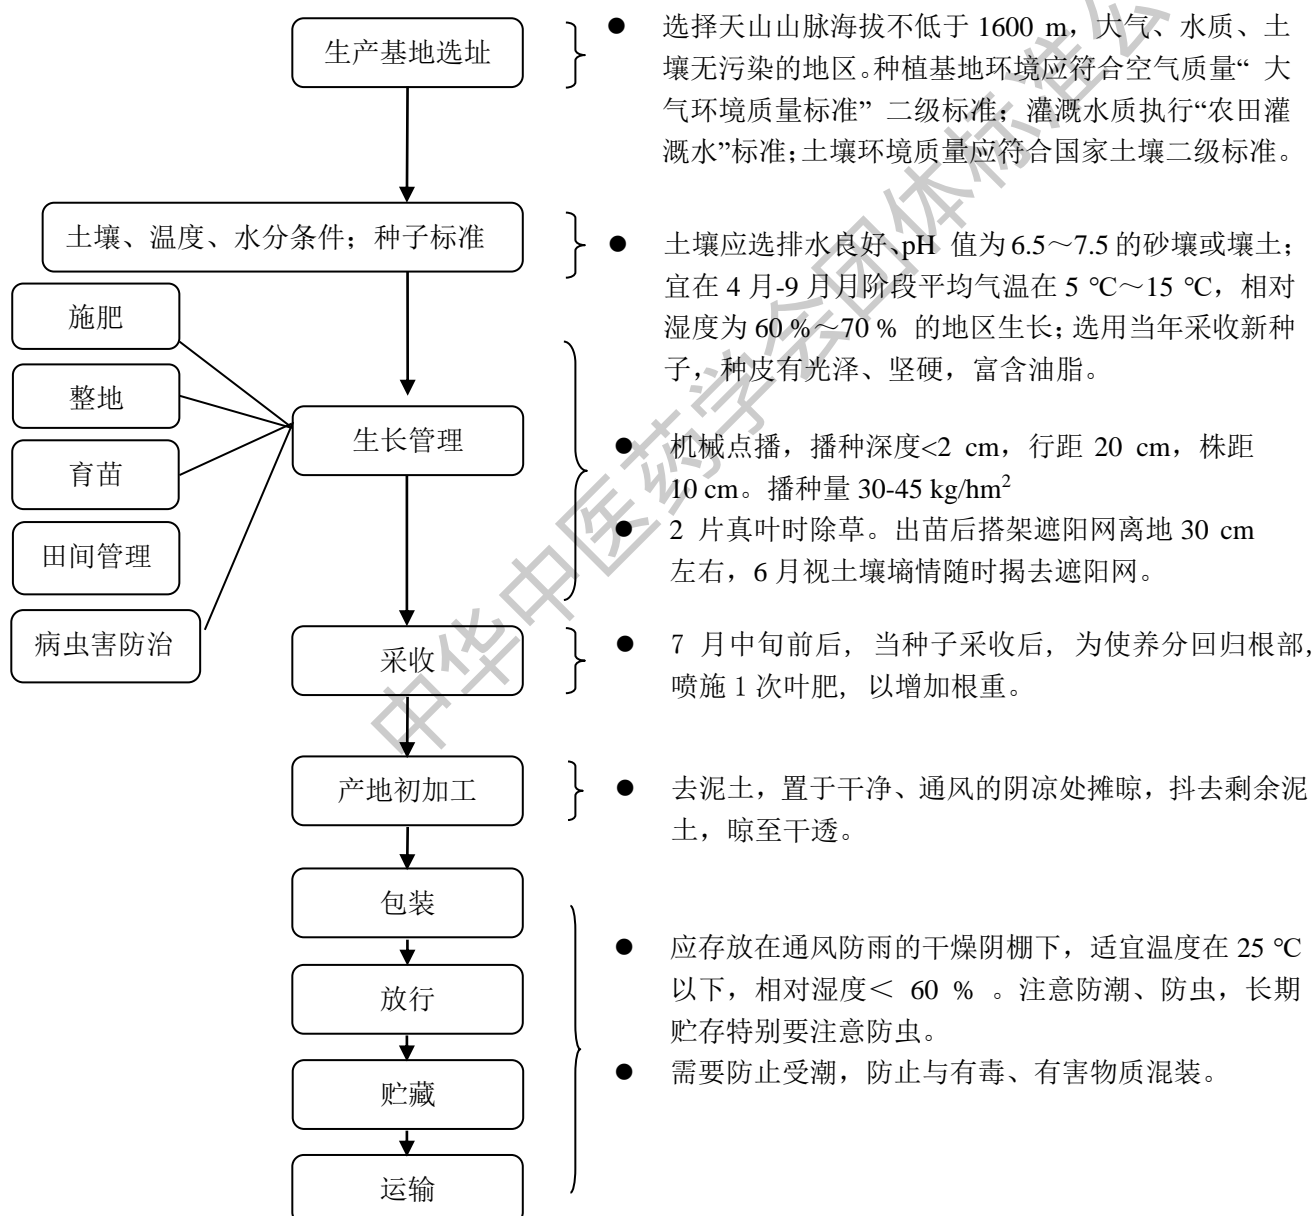 生产基地选址
● 选择天山山脉海拔不低于 1600 m，大气、水质、土
壤无污染的地区。种植基地环境应符合空气质量“ 大
气环境质量标准” 二级标准；灌溉水质执行“农田灌
溉水”标准；土壤环境质量应符合国家土壤二级标准。
土壤、温度、水分条件；种子标准
● 土壤应选排水良好、pH 值为 6.5～7.5 的砂壤或壤土；
宜在 4 月-9 月月阶段平均气温在 5 ℃～15 ℃，相对
湿度为 60 %～70 % 的地区生长；选用当年采收新种
子，种皮有光泽、坚硬，富含油脂。
施肥
整地
育苗
田间管理
病虫害防治
生长管理
● 机械点播，播种深度<2 cm，行距 20 cm，株距
10 cm。播种量 30-45 kg/hm²
● 2 片真叶时除草。出苗后搭架遮阳网离地 30 cm
左右，6 月视土壤墒情随时揭去遮阳网。
采收
● 7 月中旬前后, 当种子采收后, 为使养分回归根部,
喷施 1 次叶肥, 以增加根重。
产地初加工
● 去泥土，置于干净、通风的阴凉处摊晾，抖去剩余泥
土，晾至干透。
包装
放行
贮藏
运输
● 应存放在通风防雨的干燥阴棚下，适宜温度在 25 ℃
以下，相对湿度＜ 60 % 。注意防潮、防虫，长期
贮存特别要注意防虫。
● 需要防止受潮，防止与有毒、有害物质混装。
中华中医药学会团体标准公